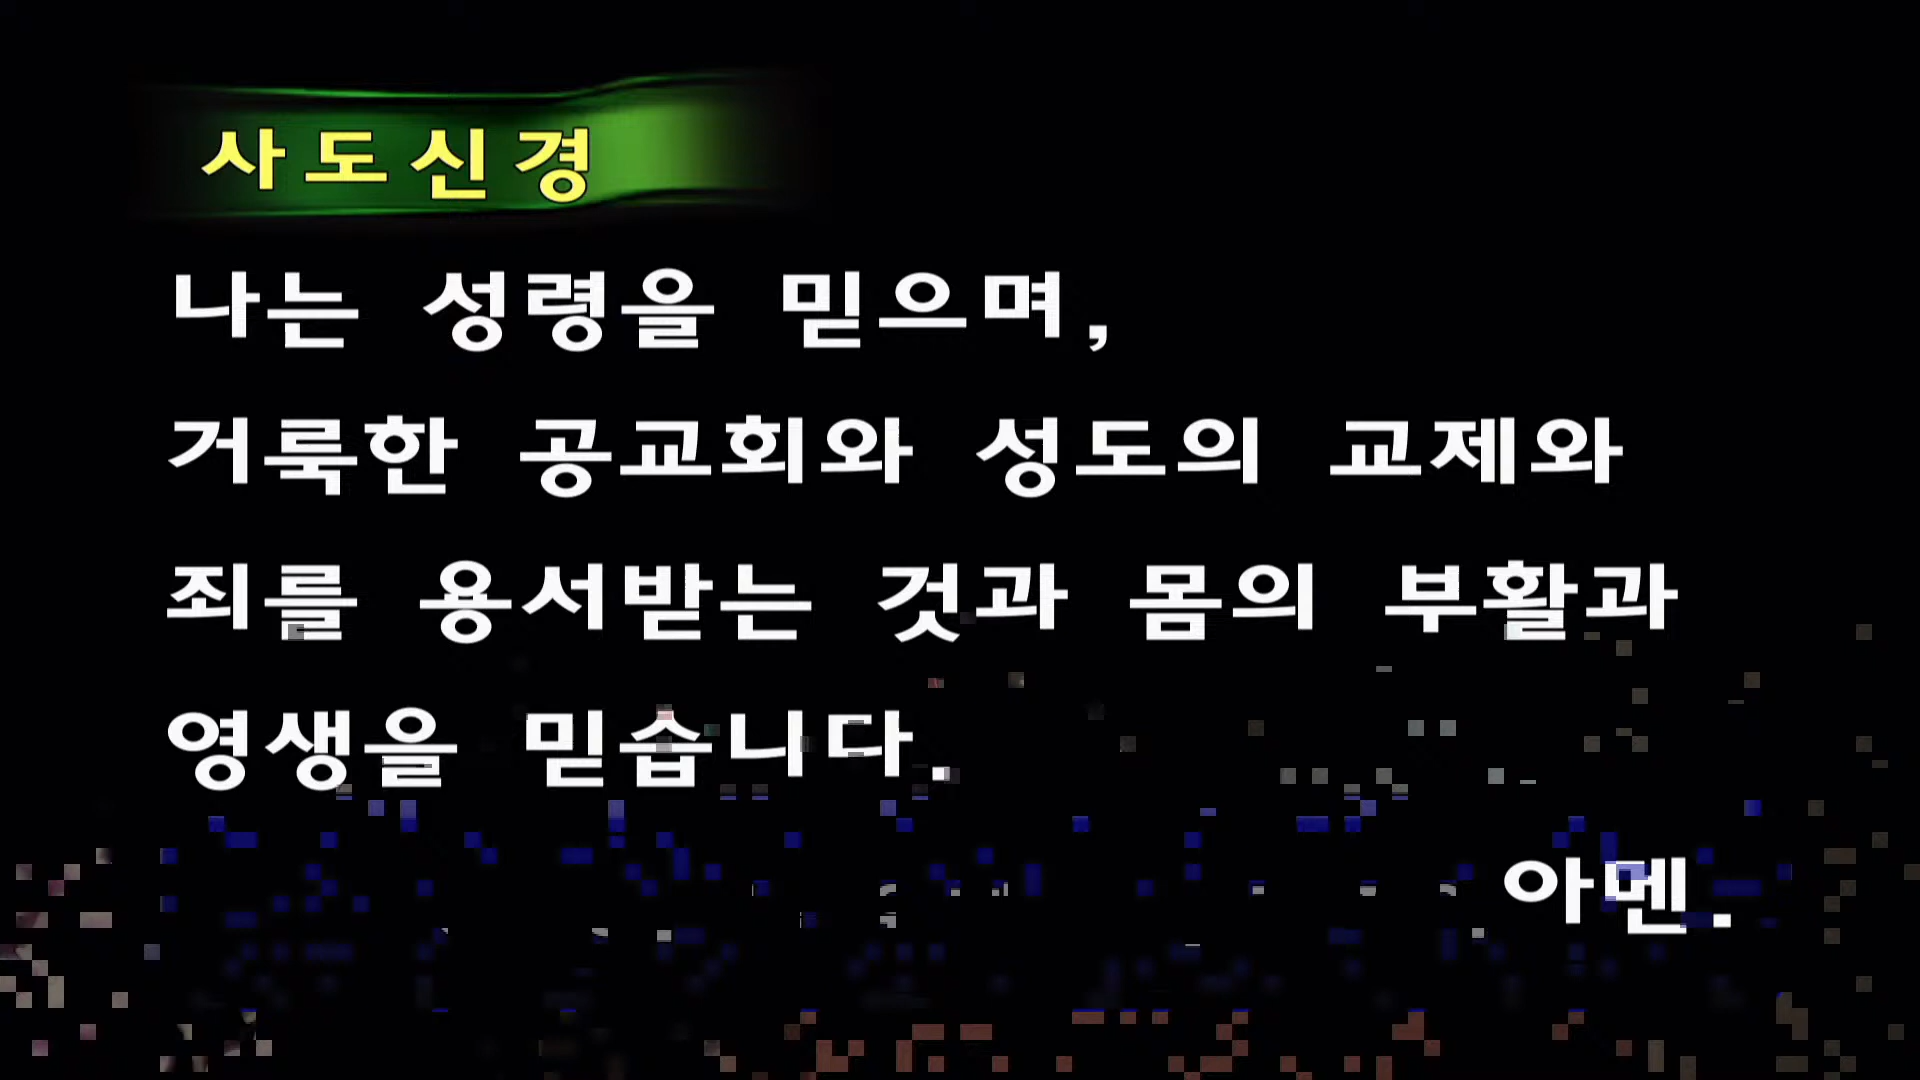 사도신경
나는 성령을 믿으며,
거룩한 공교회와 성도의 교제와
죄를 용서받는 것과 몸의 부활과
영생을 믿습니다.
아멘.